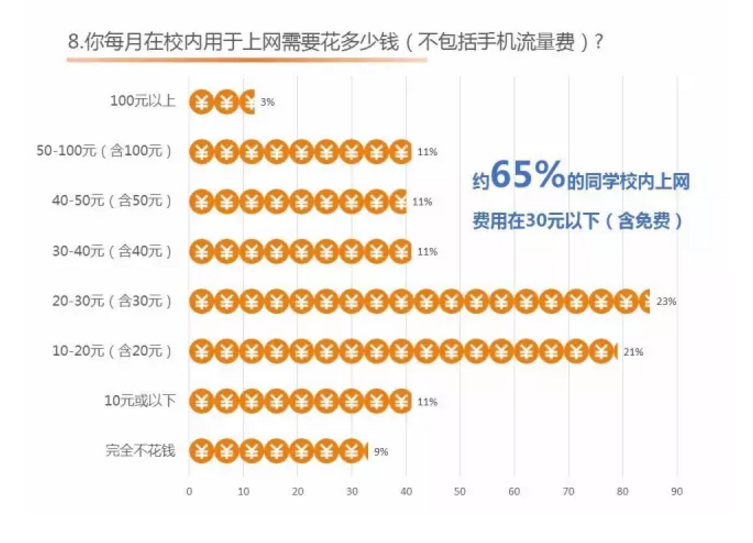 8.你每月在校内用于上网需要花多少钱（不包括手机流量费）?
100元以上
3%
50-100元（含100元）
11%
40-50元（含50元）
11%
30-40元（含40元）
11%
20-30元（含30元）
23%
10-20元（含20元）
21%
10元或以下
11%
完全不花钱
9%
约65%的同学校内上网
费用在30元以下（含免费）
0 10 20 30 40 50 60 70 80 90